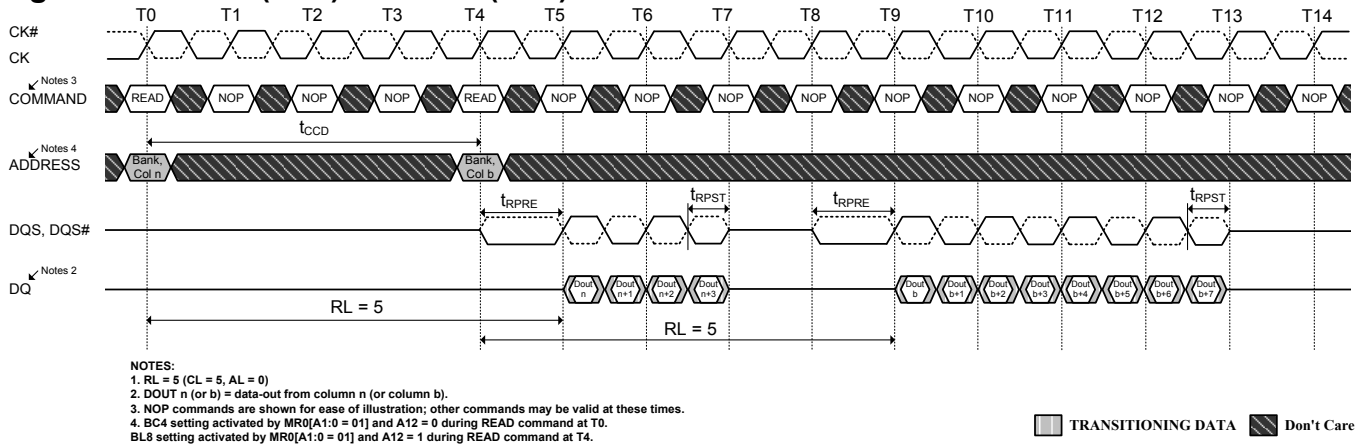 T0 T1 T2 T3 T4 T5 T6 T7 T8 T9 T10 T11 T12 T13 T14
CK#
CK
Notes 3
COMMAND READ NOP NOP NOP READ NOP NOP NOP NOP NOP NOP NOP NOP NOP NOP
tCCD
Notes 4
ADDRESS Bank, Col n Bank, Col b
tRPRE tRPST tRPRE tRPST
DQS, DQS#
Notes 2
DQ Dout n Dout n+1 Dout n+2 Dout n+3 Dout b Dout b+1 Dout b+2 Dout b+3 Dout b+4 Dout b+5 Dout b+6 Dout b+7
RL = 5
RL = 5
NOTES:
1. RL = 5 (CL = 5, AL = 0)
2. DOUT n (or b) = data-out from column n (or column b).
3. NOP commands are shown for ease of illustration; other commands may be valid at these times.
4. BC4 setting activated by MR0[A1:0 = 01] and A12 = 0 during READ command at T0.
BL8 setting activated by MR0[A1:0 = 01] and A12 = 1 during READ command at T4.
TRANSITIONING DATA Don't Care